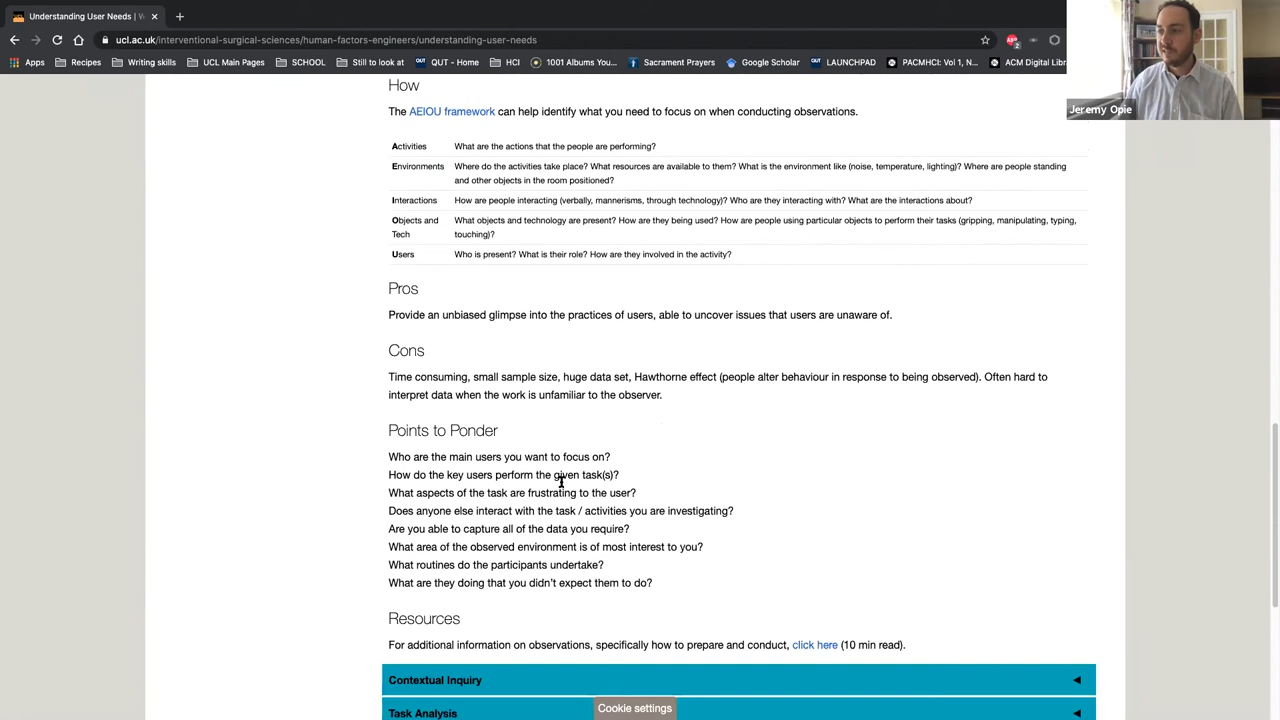 Understanding User Needs | W
ucl.ac.uk/interventional-surgical-sciences/human-factors-engineers/understanding-user-needs
Apps Recipes Writing skills UCL Main Pages SCHOOL Still to look at QUT - Home HCI 1001 Albums You... Sacrament Prayers Google Scholar LAUNCHPAD PACMHCI: Vol 1, N... ACM Digital Libr
Jeremy Opie
How
The AEIOU framework can help identify what you need to focus on when conducting observations.
Activities What are the actions that the people are performing?
Environments Where do the activities take place? What resources are available to them? What is the environment like (noise, temperature, lighting)? Where are people standing
and other objects in the room positioned?
Interactions How are people interacting (verbally, mannerisms, through technology)? Who are they interacting with? What are the interactions about?
Objects and What objects and technology are present? How are they being used? How are people using particular objects to perform their tasks (gripping, manipulating, typing,
Tech touching)?
Users Who is present? What is their role? How are they involved in the activity?
Pros
Provide an unbiased glimpse into the practices of users, able to uncover issues that users are unaware of.
Cons
Time consuming, small sample size, huge data set, Hawthorne effect (people alter behaviour in response to being observed). Often hard to
interpret data when the work is unfamiliar to the observer.
Points to Ponder
Who are the main users you want to focus on?
How do the key users perform the given task(s)?
What aspects of the task are frustrating to the user?
Does anyone else interact with the task / activities you are investigating?
Are you able to capture all of the data you require?
What area of the observed environment is of most interest to you?
What routines do the participants undertake?
What are they doing that you didn't expect them to do?
Resources
For additional information on observations, specifically how to prepare and conduct, click here (10 min read).
Contextual Inquiry
Task Analysis
Cookie settings